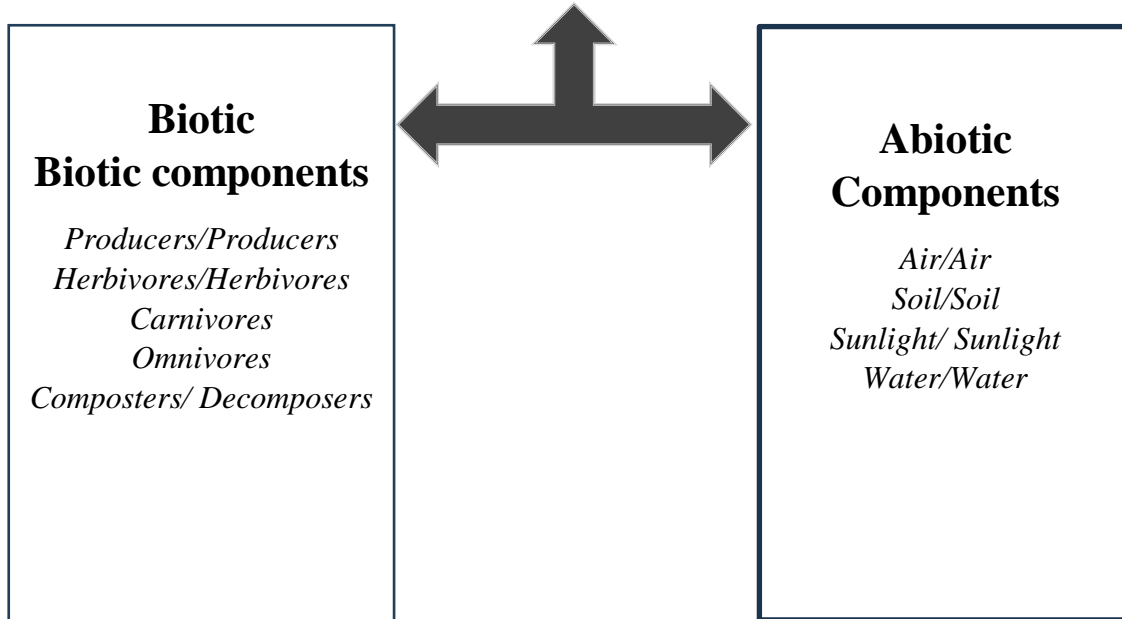 Biotic
Biotic components
Producers/Producers
Herbivores/Herbivores
Carnivores
Omnivores
Composters/ Decomposers
Abiotic
Components
Air/Air
Soil/Soil
Sunlight/ Sunlight
Water/Water